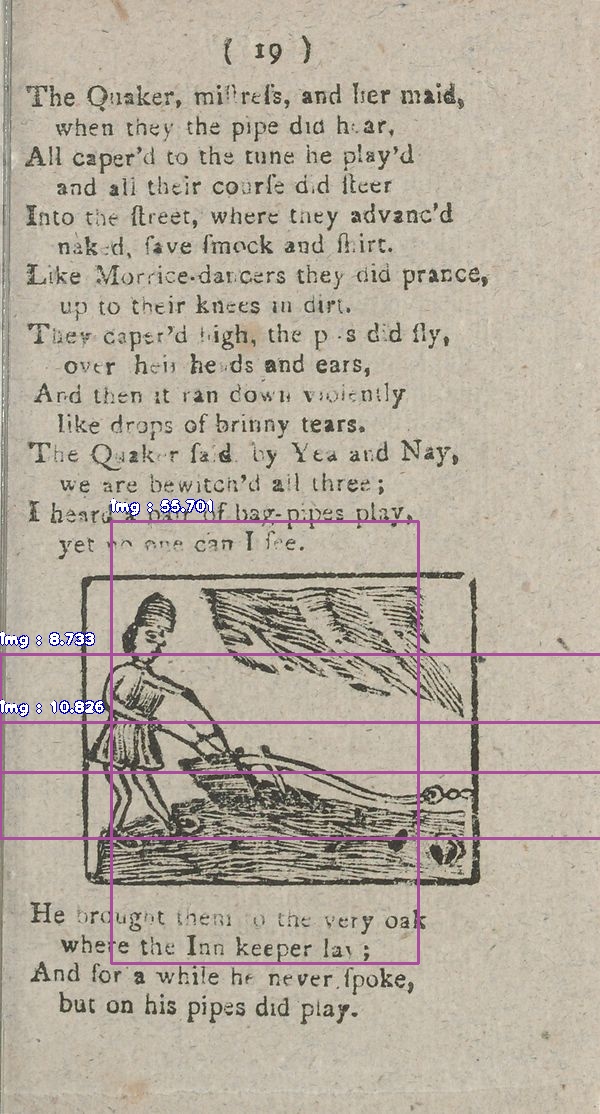 ( 19 )
The Quaker, miſtreſs, and her maid,
when they the pipe did hear,
All caper'd to the tune he play'd
and all their courſe did ſteer
Into the ſtreet, where they advanc'd
naked, ſave ſmock and ſhirt.
Like Morrice-dancers they did prance,
up to their knees in dirt.
They caper'd high, the did fly,
over heads and ears,
And then it ran down violently
like drops of brinny tears.
The Quaker ſaid by Yea and Nay,
we are bewitch'd all three;
img : 55.701
I heard a pair of bag-pipes play,
yet no one can I ſee.
img : 8.733
img : 10.826
He brought them to the very oak
where the Inn keeper lay;
And for a while he never ſpoke,
but on his pipes did play.